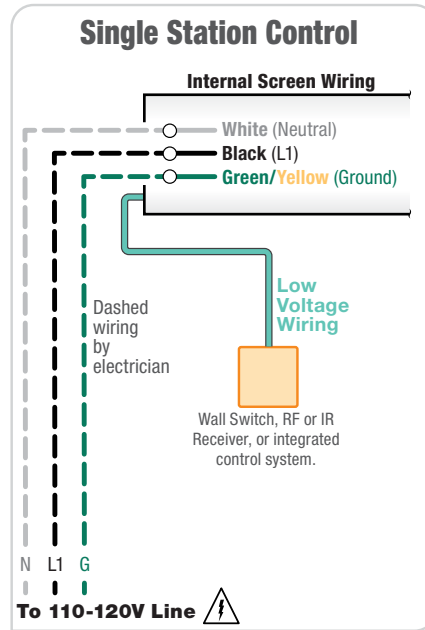 Single Station Control
Internal Screen Wiring
White (Neutral)
Black (L1)
Green/Yellow (Ground)
Dashed
wiring
by
electrician
Low
Voltage
Wiring
Wall Switch, RF or IR
Receiver, or integrated
control system.
N L1 G
To 110-120V Line